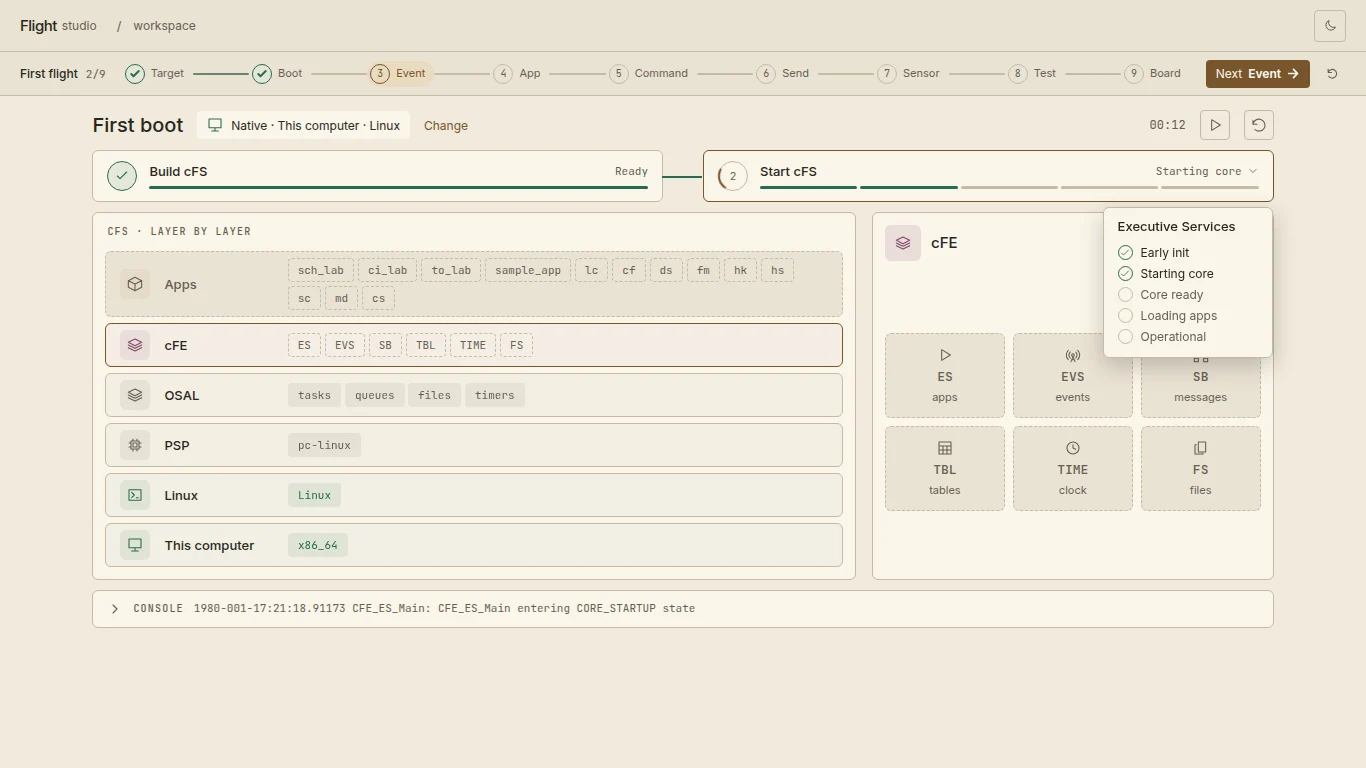 Flight studio / workspace
First flight 2/9 Target Boot 3 Event 4 App 5 Command 6 Send 7 Sensor 8 Test 9 Board Next Event →
First boot Native · This computer · Linux Change 00:12
Build cFS Ready
2 Start cFS Starting core
CFS · LAYER BY LAYER
Apps sch_lab ci_lab to_lab sample_app lc cf ds fm hk hs
sc md cs
cFE ES EVS SB TBL TIME FS
OSAL tasks queues files timers
PSP pc-linux
Linux Linux
This computer x86_64
cFE
Executive Services
Early init
Starting core
Core ready
Loading apps
Operational
ES EVS SB
apps events messages
TBL TIME FS
tables clock files
CONSOLE 1980-001-17:21:18.91173 CFE_ES_Main: CFE_ES_Main entering CORE_STARTUP state